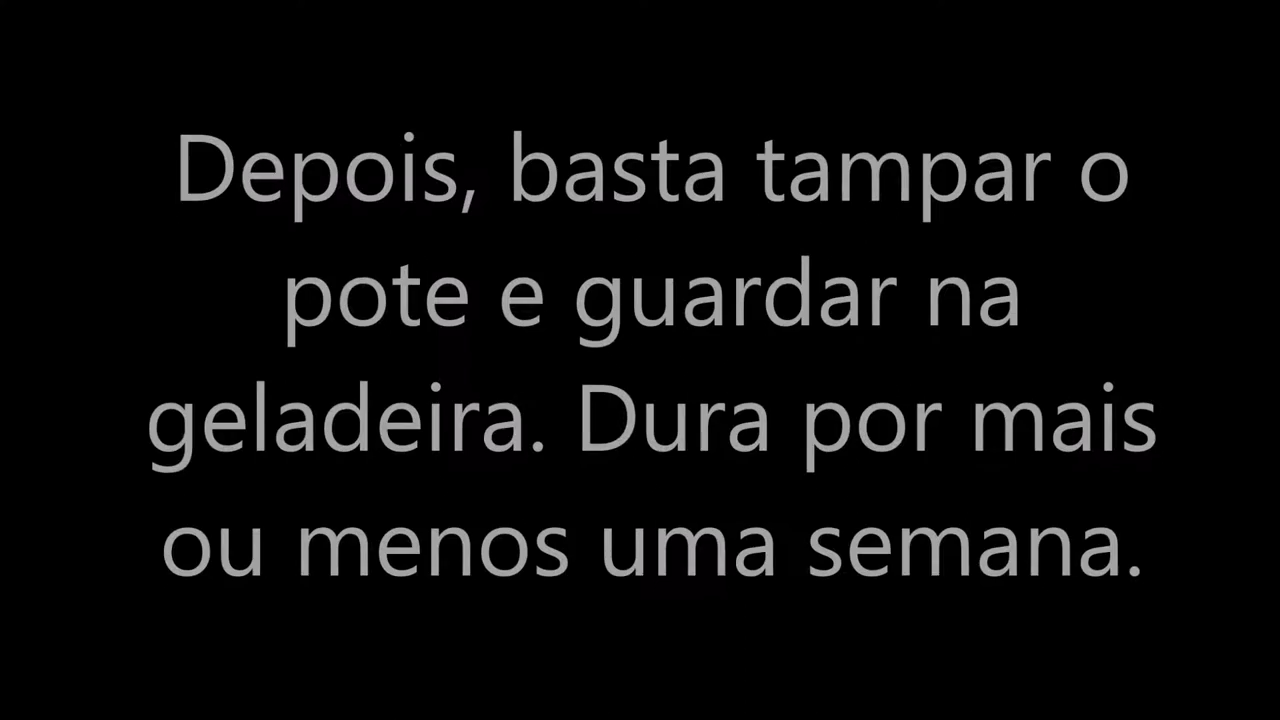 Depois, basta tampar o
pote e guardar na
geladeira. Dura por mais
ou menos uma semana.